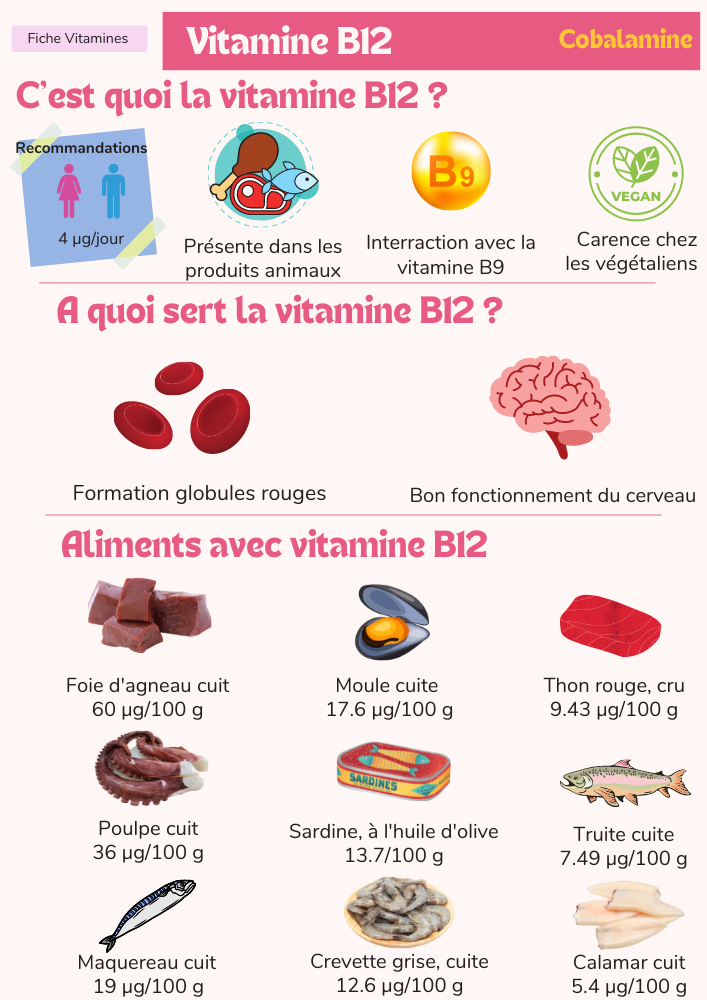 Fiche Vitamines
Vitamine B12
Cobalamine
C'est quoi la vitamine B12 ?
Recommandations
4 µg/jour
Présente dans les
produits animaux
B9
Interraction avec la
vitamine B9
VEGAN
Carence chez
les végétaliens
A quoi sert la vitamine B12 ?
Formation globules rouges
Bon fonctionnement du cerveau
Aliments avec vitamine B12
Foie d'agneau cuit
60 µg/100 g
Moule cuite
17.6 µg/100 g
Thon rouge, cru
9.43 µg/100 g
Poulpe cuit
36 µg/100 g
SARDINES
Sardine, à l'huile d'olive
13.7/100 g
Truite cuite
7.49 µg/100 g
Maquereau cuit
19 µg/100 g
Crevette grise, cuite
12.6 µg/100 g
Calamar cuit
5.4 µg/100 g